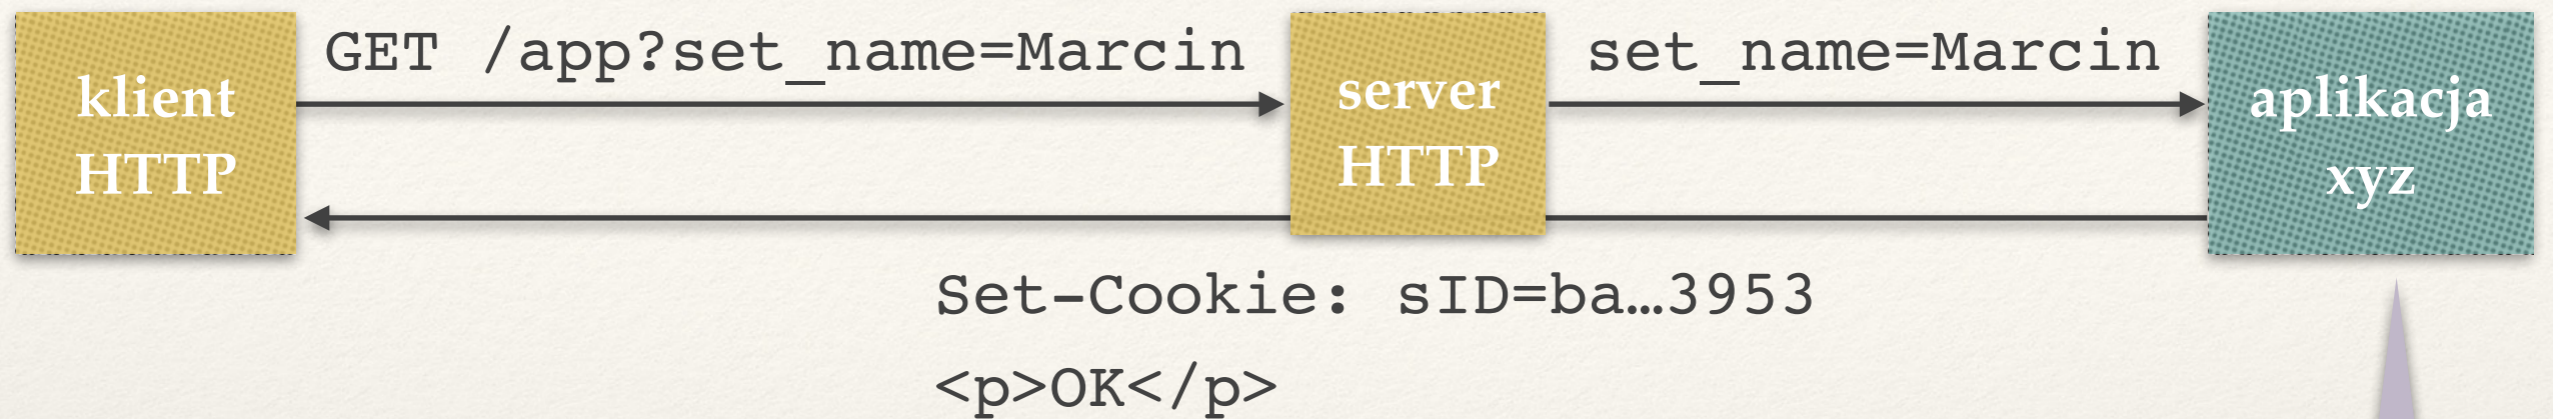 klient
HTTP
GET /app?set_name=Marcin
server
HTTP
set_name=Marcin
aplikacja
xyz
Set-Cookie: sID=ba…3953
<p>OK</p>